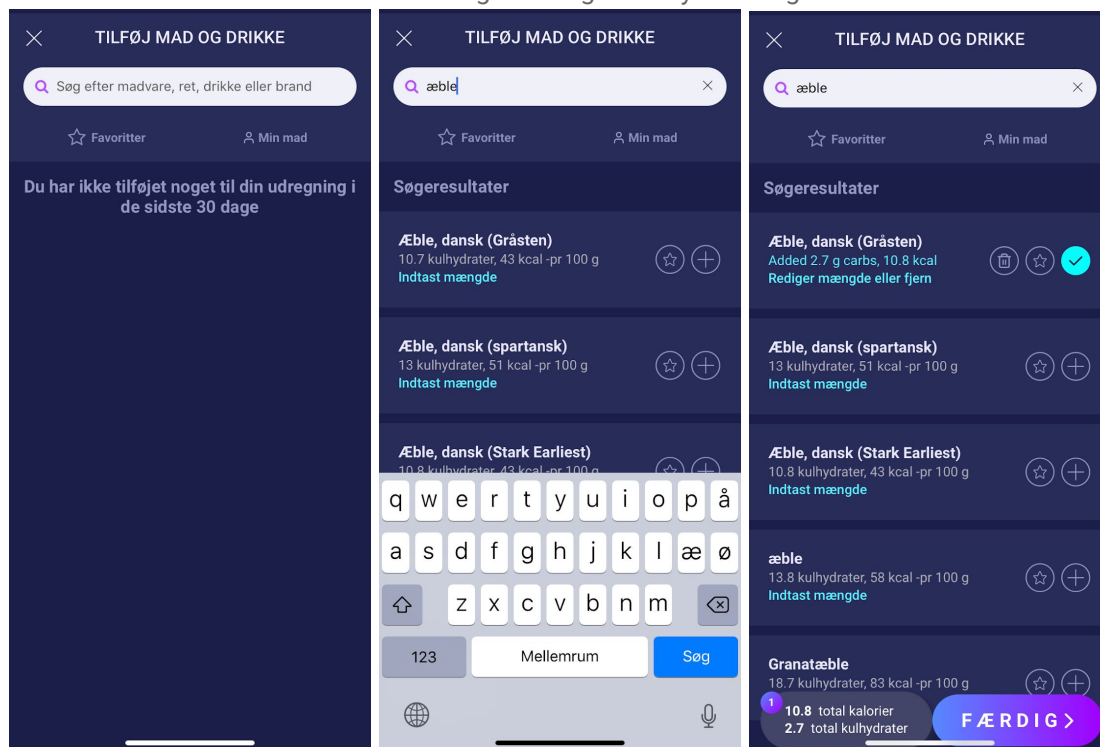 TILFØJ MAD OG DRIKKE
Søg efter madvare, ret, drikke eller brand
Favoritter
Min mad
Du har ikke tilføjet noget til din udregning i
de sidste 30 dage
TILFØJ MAD OG DRIKKE
æble
Favoritter
Min mad
Søgeresultater
Æble, dansk (Gråsten)
10.7 kulhydrater, 43 kcal -pr 100 g
Indtast mængde
Æble, dansk (spartansk)
13 kulhydrater, 51 kcal -pr 100 g
Indtast mængde
Æble, dansk (Stark Earliest)
10.8 kulhydrater, 43 kcal -pr 100 g
q w e r t y u i o p å
a s d f g h j k l æ ø
z x c v b n m
123 Mellemrum Søg
TILFØJ MAD OG DRIKKE
æble
Favoritter
Min mad
Søgeresultater
Æble, dansk (Gråsten)
Added 2.7 g carbs, 10.8 kcal
Rediger mængde eller fjern
Æble, dansk (spartansk)
13 kulhydrater, 51 kcal -pr 100 g
Indtast mængde
Æble, dansk (Stark Earliest)
10.8 kulhydrater, 43 kcal -pr 100 g
Indtast mængde
æble
13.8 kulhydrater, 58 kcal -pr 100 g
Indtast mængde
Granatæble
18.7 kulhydrater, 83 kcal -pr 100 g
1
10.8 total kalorier
2.7 total kulhydrater
FÆRDIG